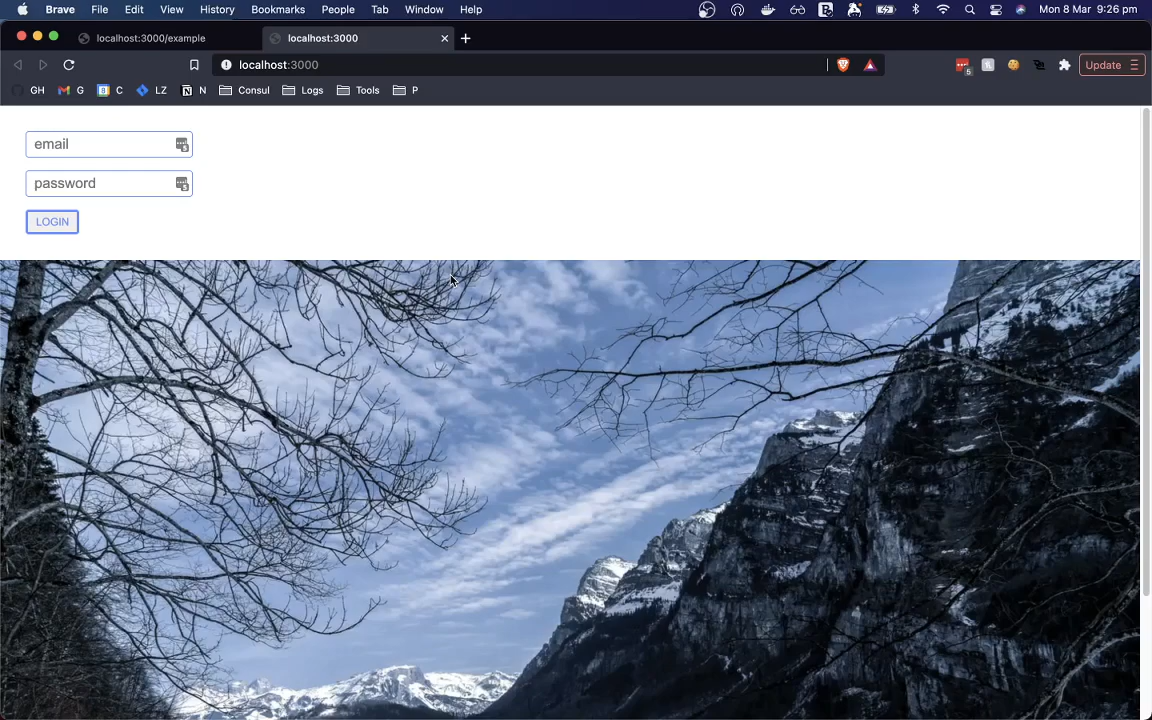 Brave File Edit View History Bookmarks People Tab Window Help Mon 8 Mar 9:26 pm
localhost:3000/example localhost:3000
localhost:3000 5 Update
GH G C LZ N Consul Logs Tools P
email
password
LOGIN